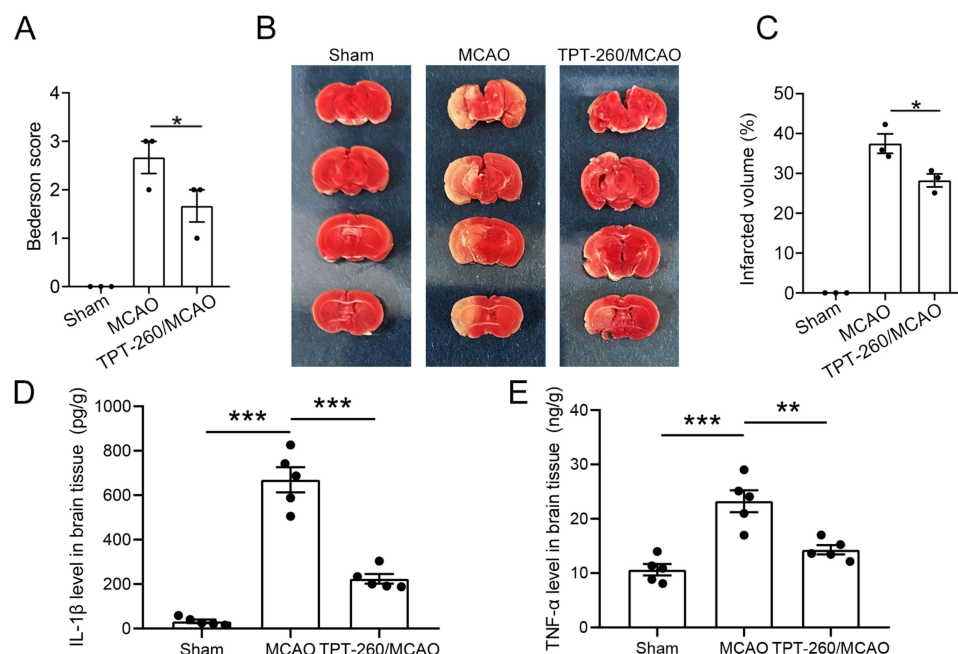 A
Bederson score
4
3
2
1
0
*
Sham
MCAO
TPT-260/MCAO
B
Sham
MCAO
TPT-260/MCAO
C
Infarcted volume (%)
50
40
30
20
10
0
*
Sham
MCAO
TPT-260/MCAO
D
IL-1β level in brain tissue (pg/g)
1000
800
600
400
200
0
***
***
Sham
MCAO
TPT-260/MCAO
E
TNF-α level in brain tissue (ng/g)
40
30
20
10
0
***
**
Sham
MCAO
TPT-260/MCAO